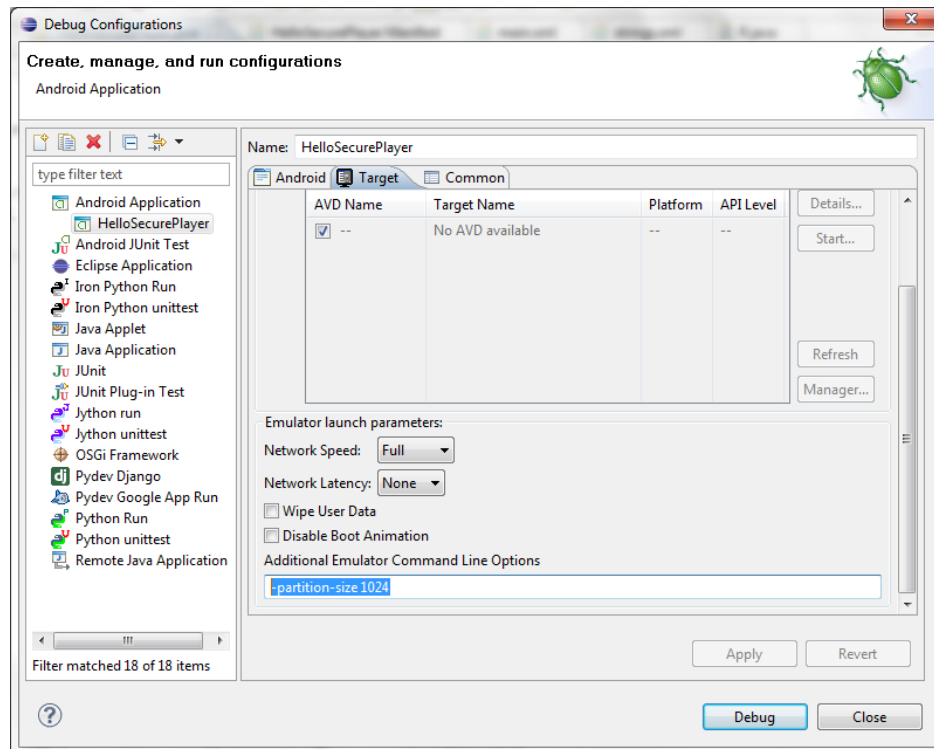 Debug Configurations
Create, manage, and run configurations
Android Application
type filter text
Android Application
HelloSecurePlayer
Android JUnit Test
Eclipse Application
Iron Python Run
Iron Python unittest
Java Applet
Java Application
JUnit
JUnit Plug-in Test
Jython run
Jython unittest
OSGi Framework
Pydev Django
Pydev Google App Run
Python Run
Python unittest
Remote Java Application
Filter matched 18 of 18 items
Name: HelloSecurePlayer
Android Target Common
AVD Name Target Name Platform API Level
-- No AVD available -- --
Details...
Start...
Refresh
Manager...
Emulator launch parameters:
Network Speed: Full
Network Latency: None
Wipe User Data
Disable Boot Animation
Additional Emulator Command Line Options
-partition-size 1024
Apply Revert
Debug Close